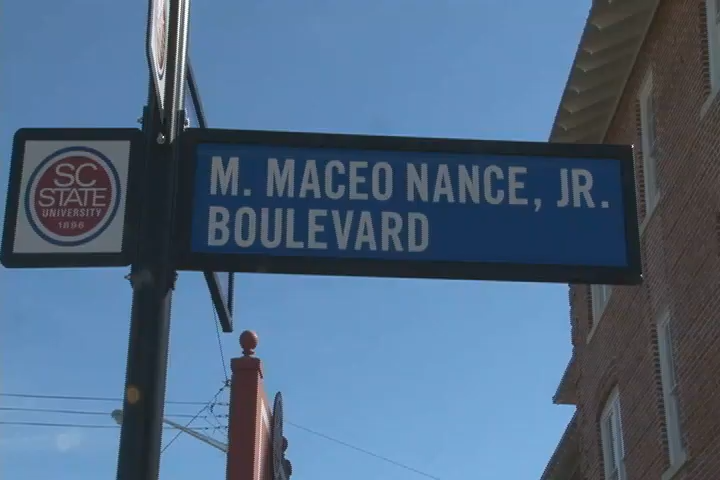 SC
STATE
UNIVERSITY
1896
M. MACEO NANCE, JR.
BOULEVARD